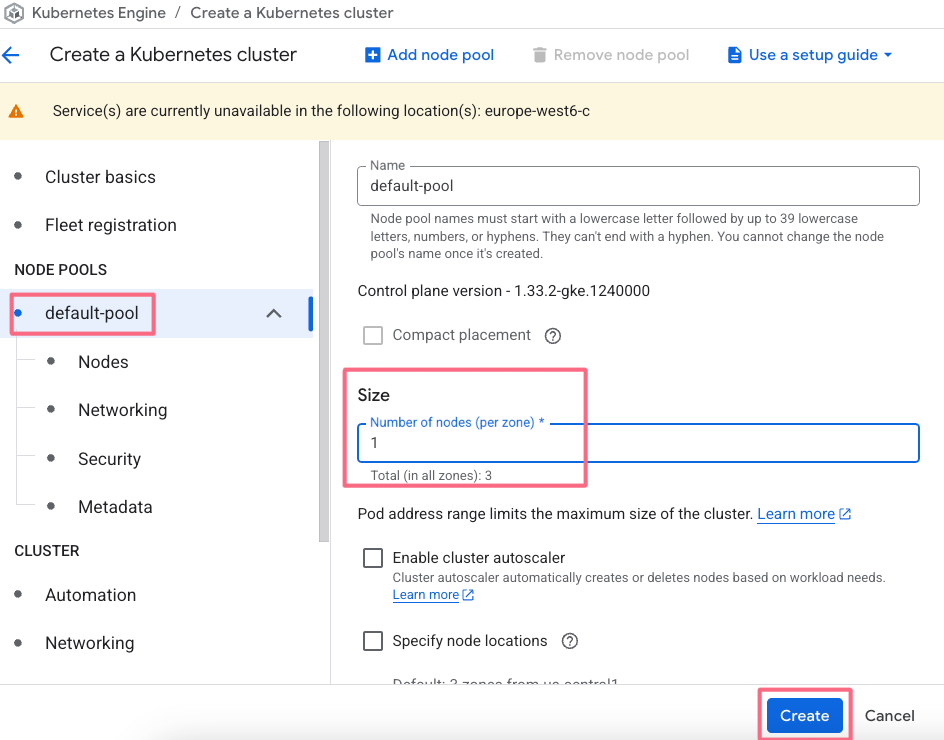 Kubernetes Engine / Create a Kubernetes cluster
Create a Kubernetes cluster
Add node pool
Remove node pool
Use a setup guide
Service(s) are currently unavailable in the following location(s): europe-west6-c
Cluster basics
Fleet registration
NODE POOLS
default-pool
Nodes
Networking
Security
Metadata
CLUSTER
Automation
Networking
Name
default-pool
Node pool names must start with a lowercase letter followed by up to 39 lowercase
letters, numbers, or hyphens. They can't end with a hyphen. You cannot change the node
pool's name once it's created.
Control plane version - 1.33.2-gke.1240000
Compact placement
Size
Number of nodes (per zone) *
1
Total (in all zones): 3
Pod address range limits the maximum size of the cluster. Learn more
Enable cluster autoscaler
Cluster autoscaler automatically creates or deletes nodes based on workload needs.
Learn more
Specify node locations
Default: 3 zones from us-central1
Create
Cancel